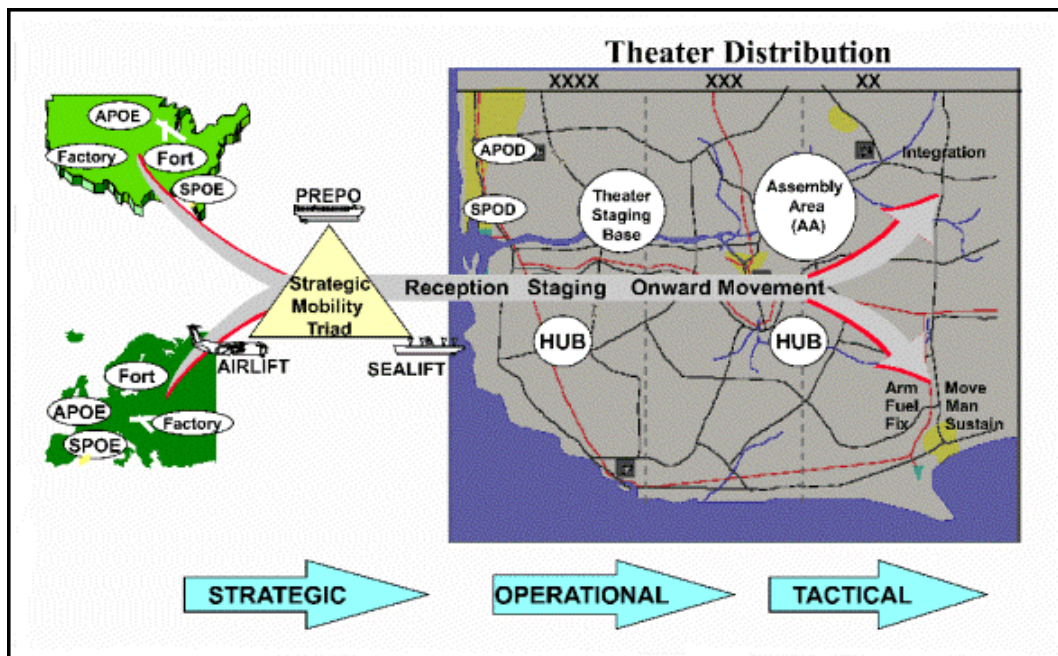 Theater Distribution
XXXX XXX XX
APOE
Factory
Fort
SPOE
PREPO
Strategic
Mobility
Triad
AIRLIFT
SEALIFT
Fort
APOE
Factory
SPOE
APOD
SPOD
Theater
Staging
Base
Assembly
Area
(AA)
Integration
Reception Staging Onward Movement
HUB
HUB
Arm Move
Fuel Man
Fix Sustain
STRATEGIC
OPERATIONAL
TACTICAL